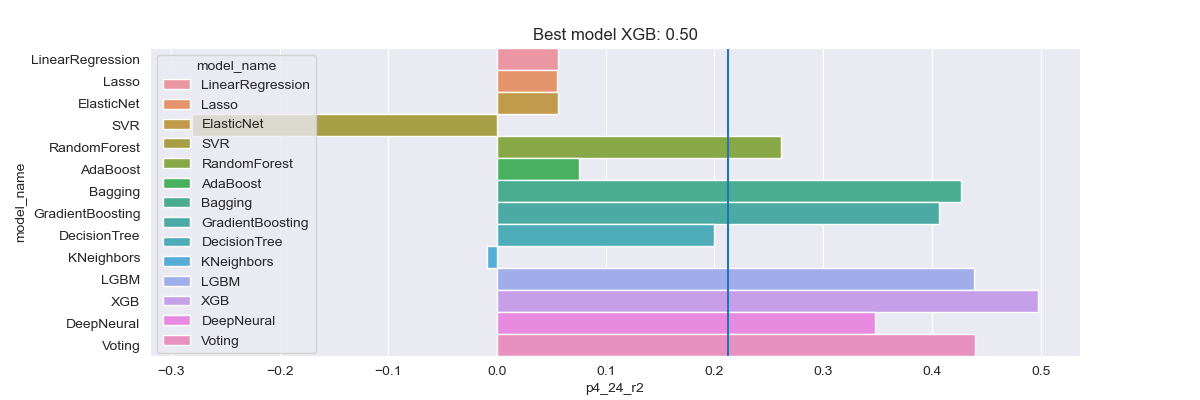 Best model XGB: 0.50
model_name
LinearRegression
Lasso
ElasticNet
SVR
RandomForest
AdaBoost
Bagging
GradientBoosting
DecisionTree
KNeighbors
LGBM
XGB
DeepNeural
Voting
model_name
LinearRegression
Lasso
ElasticNet
SVR
RandomForest
AdaBoost
Bagging
GradientBoosting
DecisionTree
KNeighbors
LGBM
XGB
DeepNeural
Voting
−0.3 −0.2 −0.1 0.0 0.1 0.2 0.3 0.4 0.5
p4_24_r2